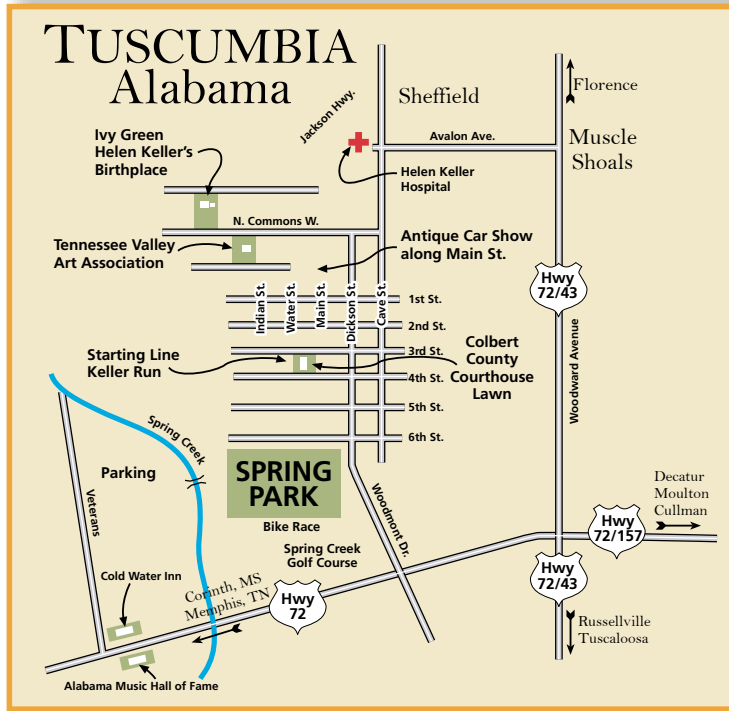 TUSCUMBIA
Alabama
Jackson Hwy.
Sheffield
Florence
Avalon Ave.
Muscle
Shoals
Ivy Green
Helen Keller's
Birthplace
Helen Keller
Hospital
N. Commons W.
Tennessee Valley
Art Association
Antique Car Show
along Main St.
Hwy
72/43
Indian St.
Water St.
Main St.
Dickson St.
Cave St.
1st St.
2nd St.
3rd St.
4th St.
5th St.
6th St.
Starting Line
Keller Run
Colbert
County
Courthouse
Lawn
Woodward Avenue
Spring Creek
Parking
Veterans
SPRING
PARK
Bike Race
Woodmont Dr.
Spring Creek
Golf Course
Decatur
Moulton
Cullman
Hwy
72/157
Hwy
72/43
Cold Water Inn
Corinth, MS
Memphis, TN
Hwy
72
Russellville
Tuscaloosa
Alabama Music Hall of Fame